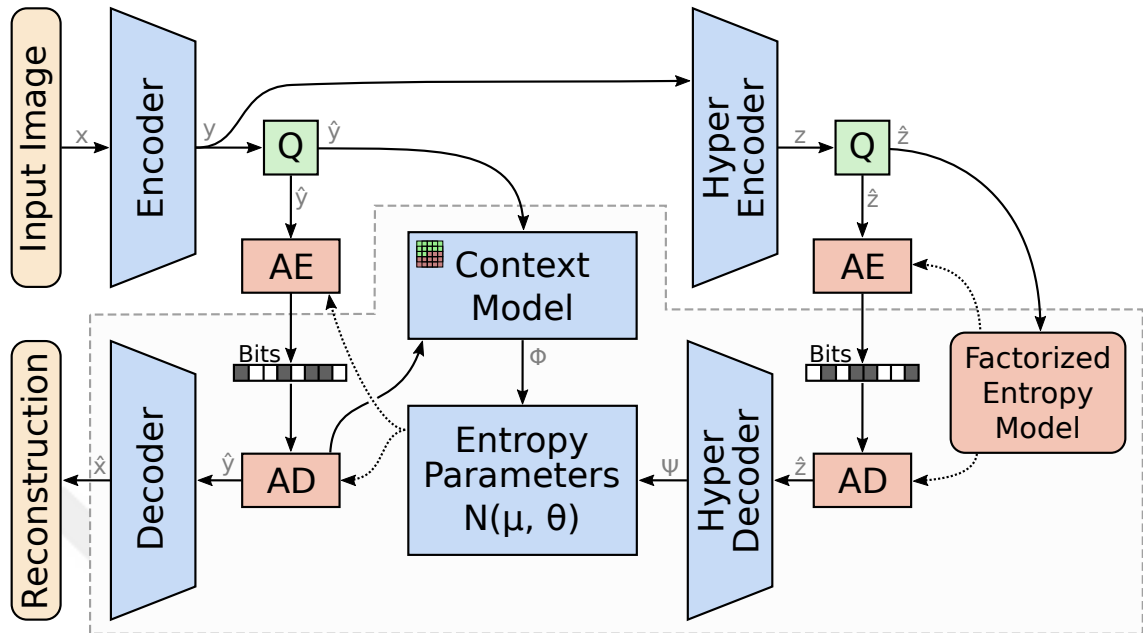 Input Image
x
Encoder
y
Q
ŷ
ŷ
AE
Bits
AD
ŷ
Decoder
x̂
Reconstruction
Context
Model
Φ
Entropy
Parameters
N(μ, θ)
Ψ
Hyper
Encoder
z
Q
ẑ
ẑ
AE
Bits
AD
ẑ
Hyper
Decoder
Factorized
Entropy
Model